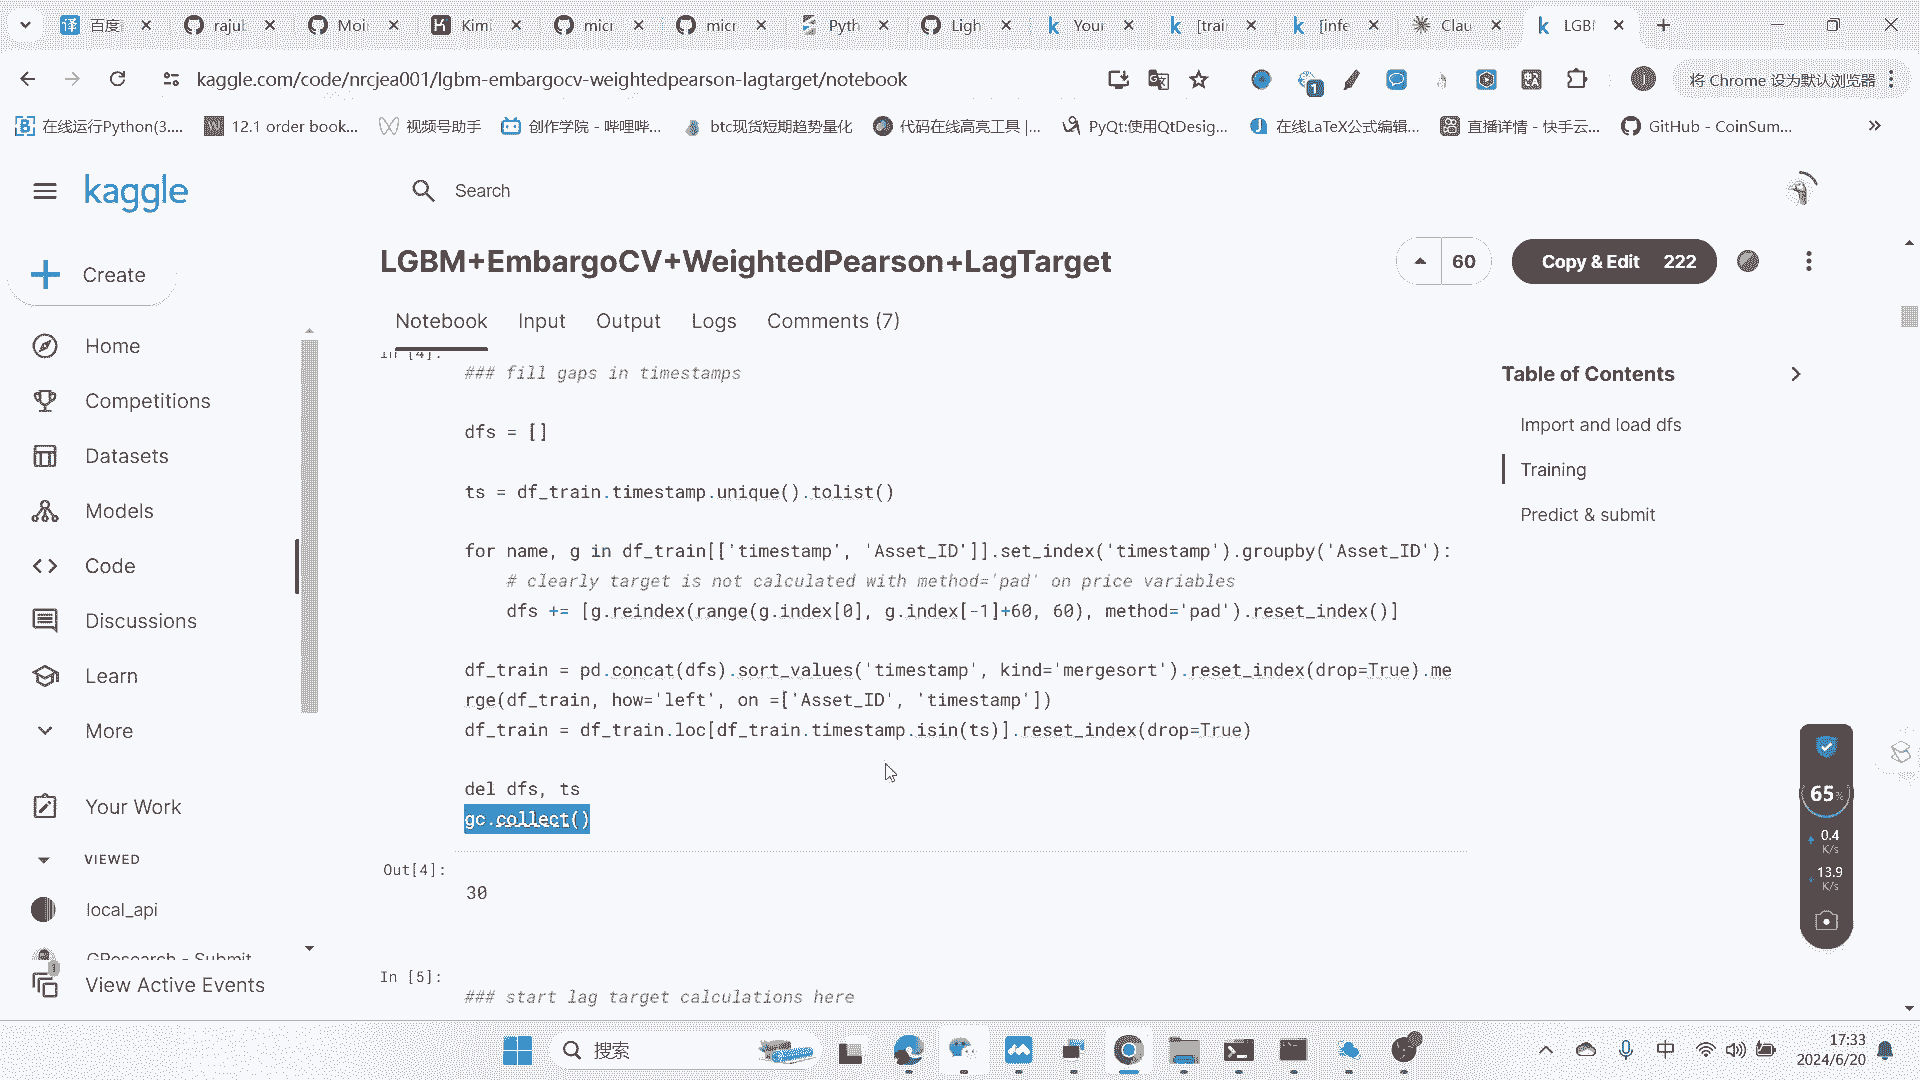 百度
rajul
Moi
Kimi
micr
micr
Pyth
Ligh
Your
[trai
[infe
Clau
LGB
kaggle.com/code/nrcjea001/lgbm-embargocv-weightedpearson-lagtarget/notebook
将 Chrome 设为默认浏览器
在线运行Python(3....
12.1 order book...
视频号助手
创作学院 - 哔哩哔...
btc现货短期趋势量化
代码在线高亮工具 |...
PyQt:使用QtDesig...
在线LaTeX公式编辑...
直播详情 - 快手云...
GitHub - CoinSum...
kaggle
Search
Create
Home
Competitions
Datasets
Models
Code
Discussions
Learn
More
Your Work
VIEWED
local_api
GResearch - Submit
1
View Active Events
LGBM+EmbargoCV+WeightedPearson+LagTarget
60
Copy & Edit 222
Notebook
Input
Output
Logs
Comments (7)
In [4]:
### fill gaps in timestamps
dfs = []
ts = df_train.timestamp.unique().tolist()
for name, g in df_train[['timestamp', 'Asset_ID']].set_index('timestamp').groupby('Asset_ID'):
# clearly target is not calculated with method='pad' on price variables
dfs += [g.reindex(range(g.index[0], g.index[-1]+60, 60), method='pad').reset_index()]
df_train = pd.concat(dfs).sort_values('timestamp', kind='mergesort').reset_index(drop=True).me
rge(df_train, how='left', on =['Asset_ID', 'timestamp'])
df_train = df_train.loc[df_train.timestamp.isin(ts)].reset_index(drop=True)
del dfs, ts
gc.collect()
Out[4]:
30
In [5]:
### start lag target calculations here
Table of Contents
Import and load dfs
Training
Predict & submit
65%
0.4
K/s
13.9
K/s
搜索
中
17:33
2024/6/20